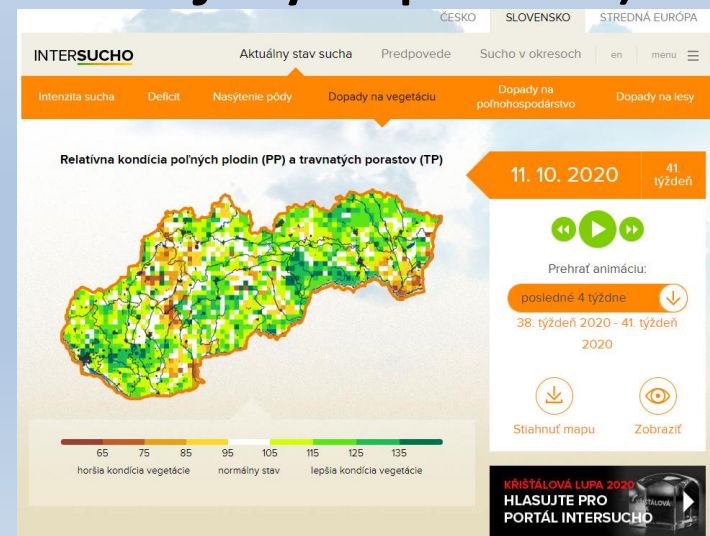 ČESKO SLOVENSKO STREDNÁ EURÓPA
INTERSUCHO Aktuálny stav sucha Predpovede Sucho v okresoch en menu
Intenzita sucha Deficit Nasýtenie pôdy Dopady na vegetáciu Dopady na poľnohospodárstvo Dopady na lesy
Relatívna kondícia poľných plodin (PP) a travnatých porastov (TP)
11. 10. 2020 41. týždeň
Prehrať animáciu:
posledné 4 týždne
38. týždeň 2020 - 41. týždeň
2020
Stiahnuť mapu Zobraziť
65 75 85 95 105 115 125 135
horšia kondícia vegetácie normálny stav lepšia kondícia vegetácie
KŘIŠŤÁLOVÁ LUPA 2020
HLASUJTE PRO
PORTÁL INTERSUCHO